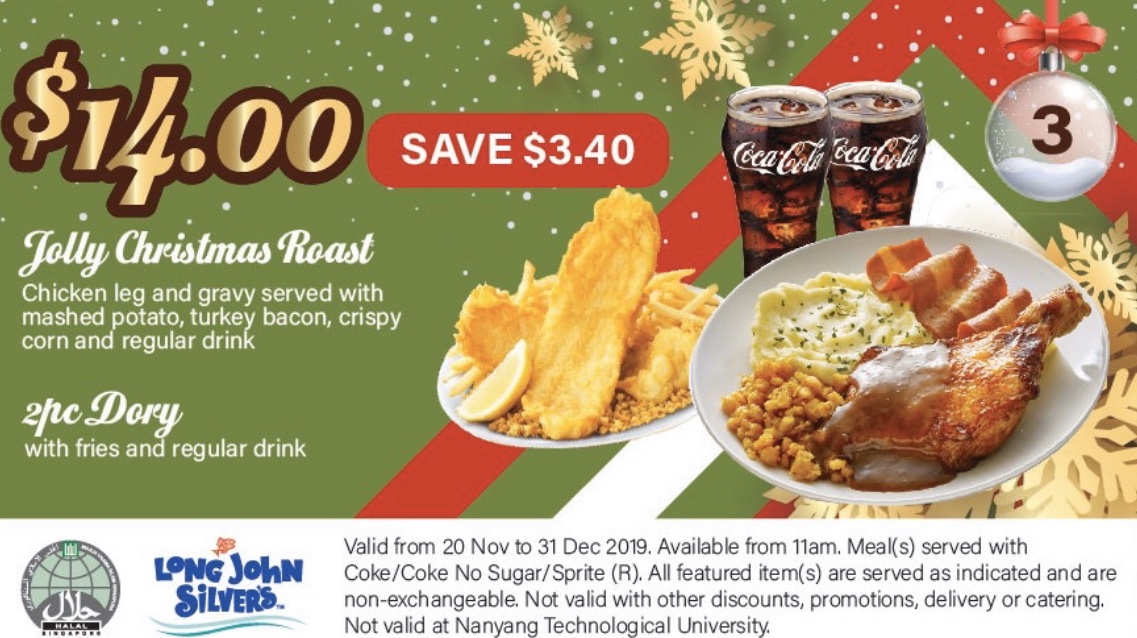 $14.00
SAVE $3.40
3
Coca-Cola
Coca-Cola
Jolly Christmas Roast
Chicken leg and gravy served with
mashed potato, turkey bacon, crispy
corn and regular drink
2pc Dory
with fries and regular drink
حلال
HALAL
SINGAPORE
LONG JOHN
SILVER'S™
Valid from 20 Nov to 31 Dec 2019. Available from 11am. Meal(s) served with
Coke/Coke No Sugar/Sprite (R). All featured item(s) are served as indicated and are
non-exchangeable. Not valid with other discounts, promotions, delivery or catering.
Not valid at Nanyang Technological University.